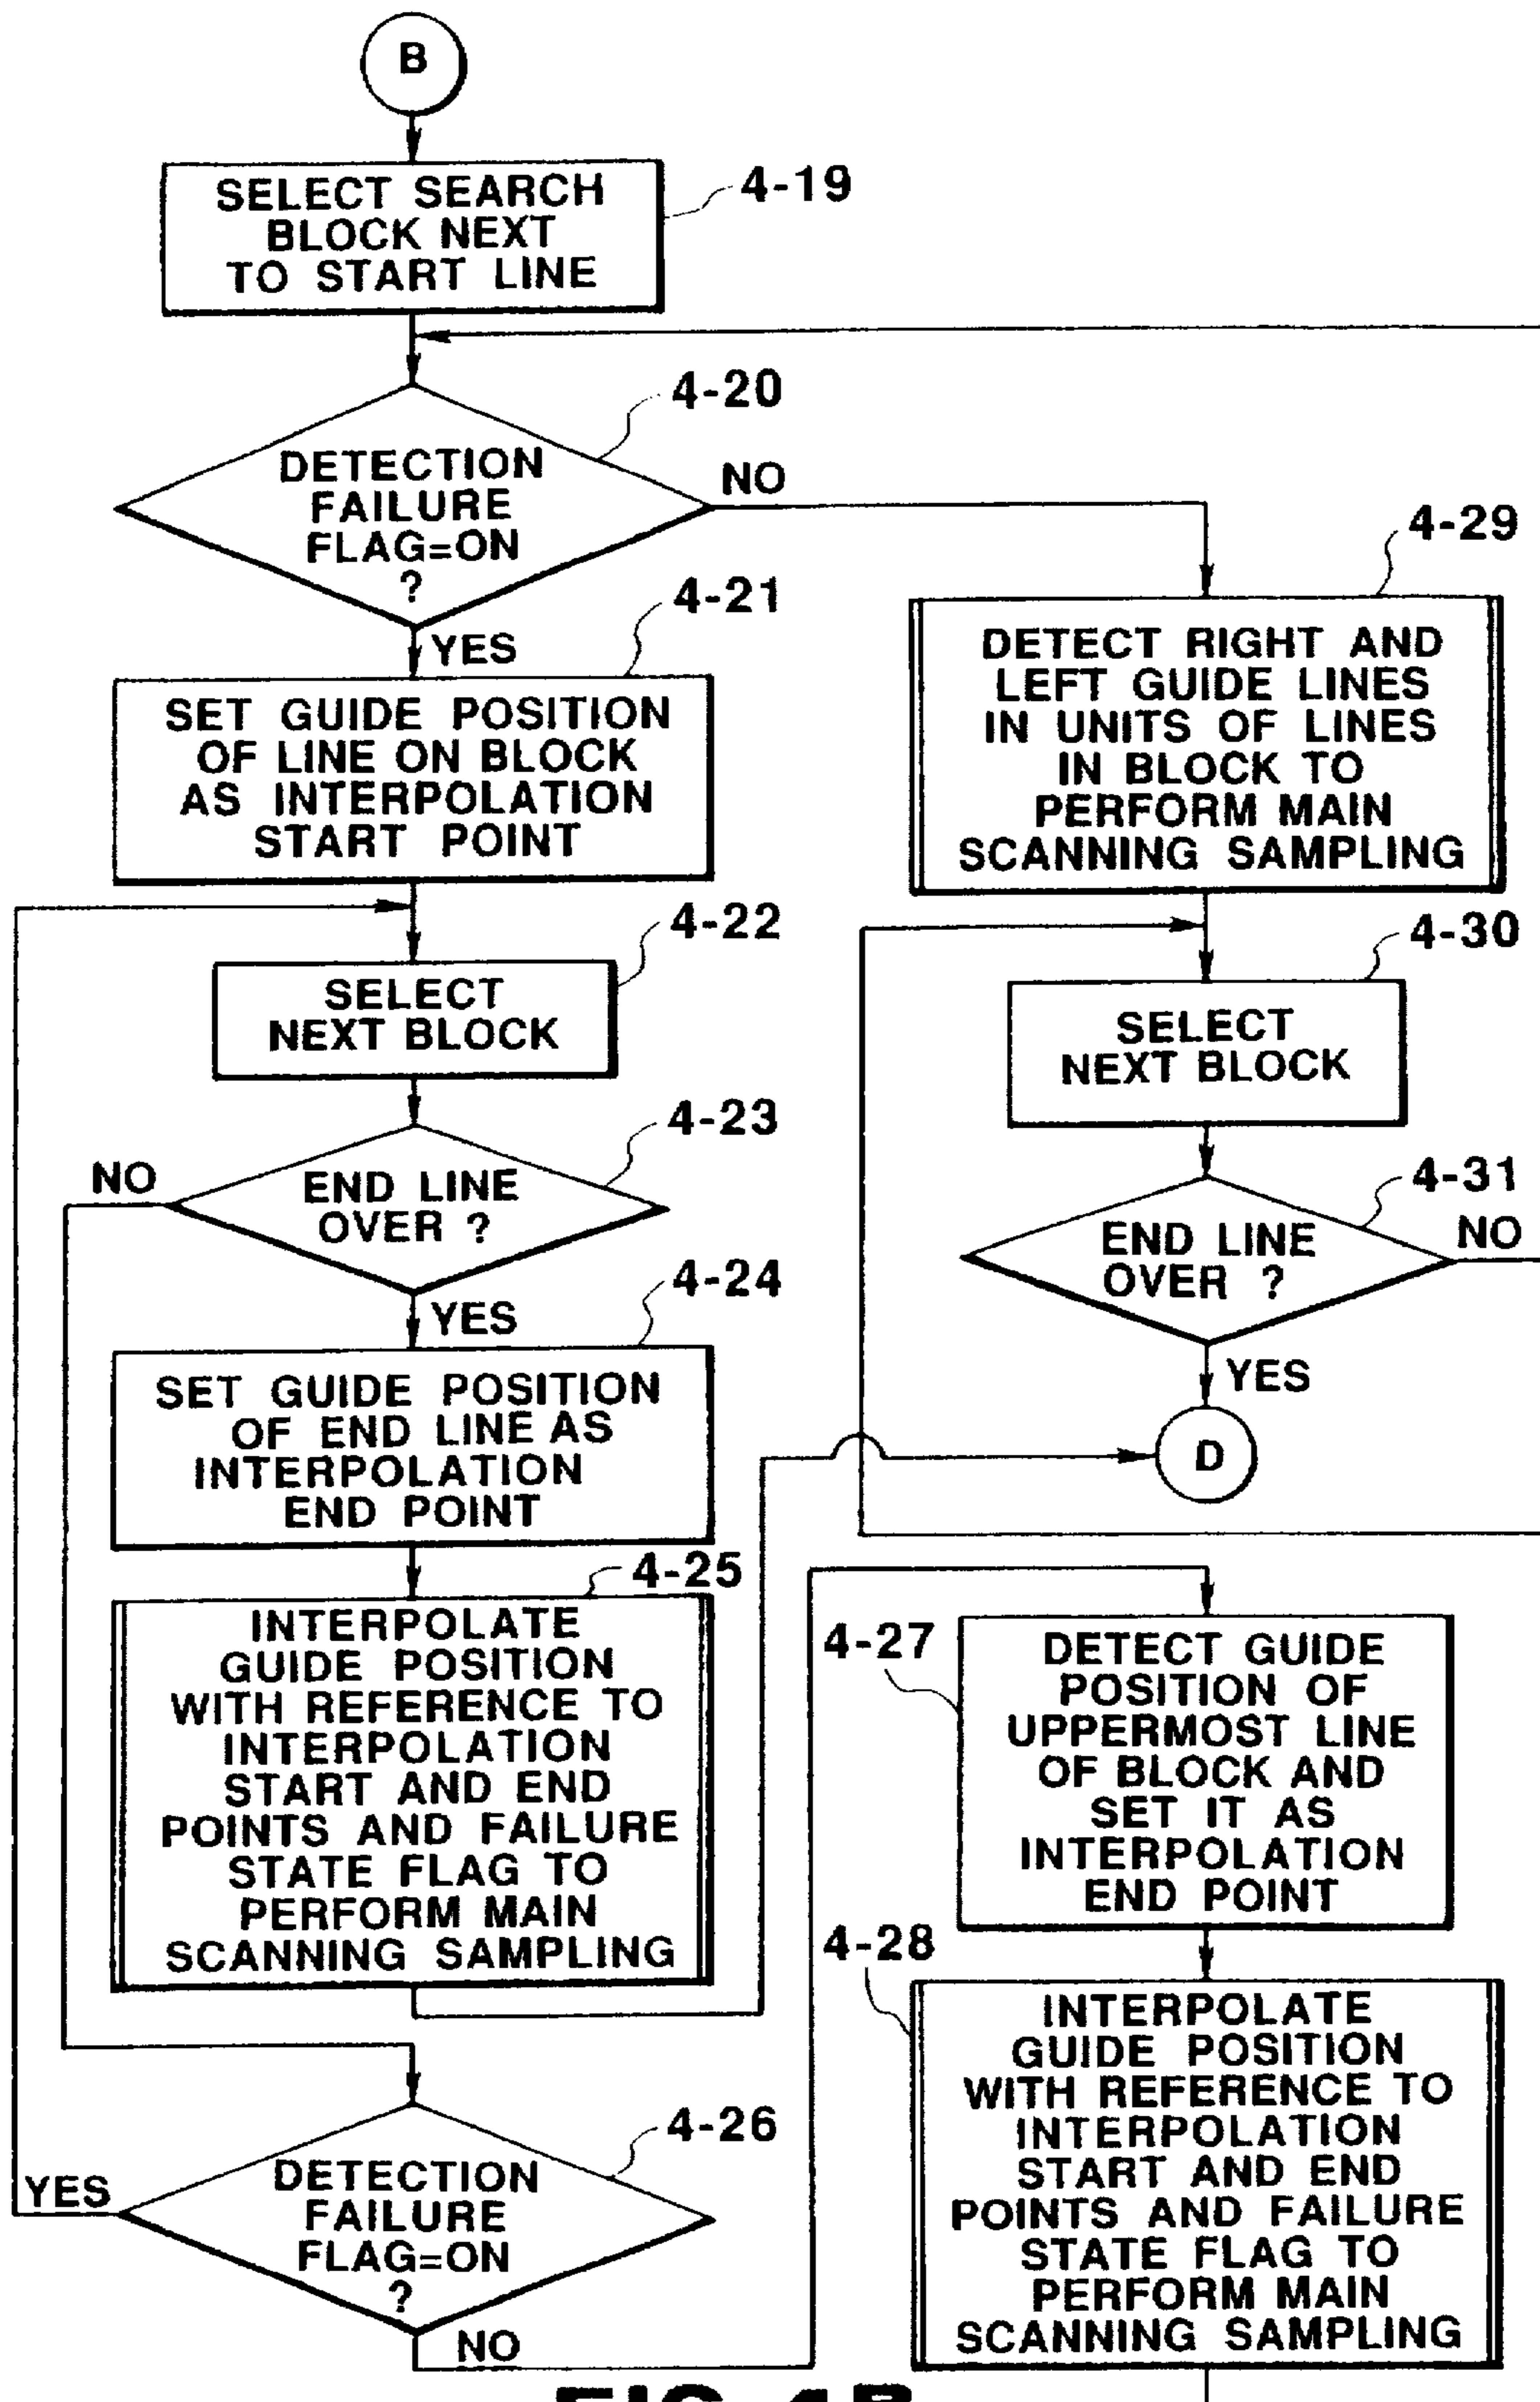 B
SELECT SEARCH
BLOCK NEXT
TO START LINE
4-19
4-20
DETECTION
FAILURE
FLAG=ON
?
NO
YES
4-21
SET GUIDE POSITION
OF LINE ON BLOCK
AS INTERPOLATION
START POINT
4-22
SELECT
NEXT BLOCK
4-23
NO
END LINE
OVER ?
YES
4-24
SET GUIDE POSITION
OF END LINE AS
INTERPOLATION
END POINT
4-25
INTERPOLATE
GUIDE POSITION
WITH REFERENCE TO
INTERPOLATION
START AND END
POINTS AND FAILURE
STATE FLAG TO
PERFORM MAIN
SCANNING SAMPLING
4-26
YES
DETECTION
FAILURE
FLAG=ON
?
NO
4-29
DETECT RIGHT AND
LEFT GUIDE LINES
IN UNITS OF LINES
IN BLOCK TO
PERFORM MAIN
SCANNING SAMPLING
4-30
SELECT
NEXT BLOCK
4-31
END LINE
OVER ?
NO
YES
D
4-27
DETECT GUIDE
POSITION OF
UPPERMOST LINE
OF BLOCK AND
SET IT AS
INTERPOLATION
END POINT
4-28
INTERPOLATE
GUIDE POSITION
WITH REFERENCE TO
INTERPOLATION
START AND END
POINTS AND FAILURE
STATE FLAG TO
PERFORM MAIN
SCANNING SAMPLING